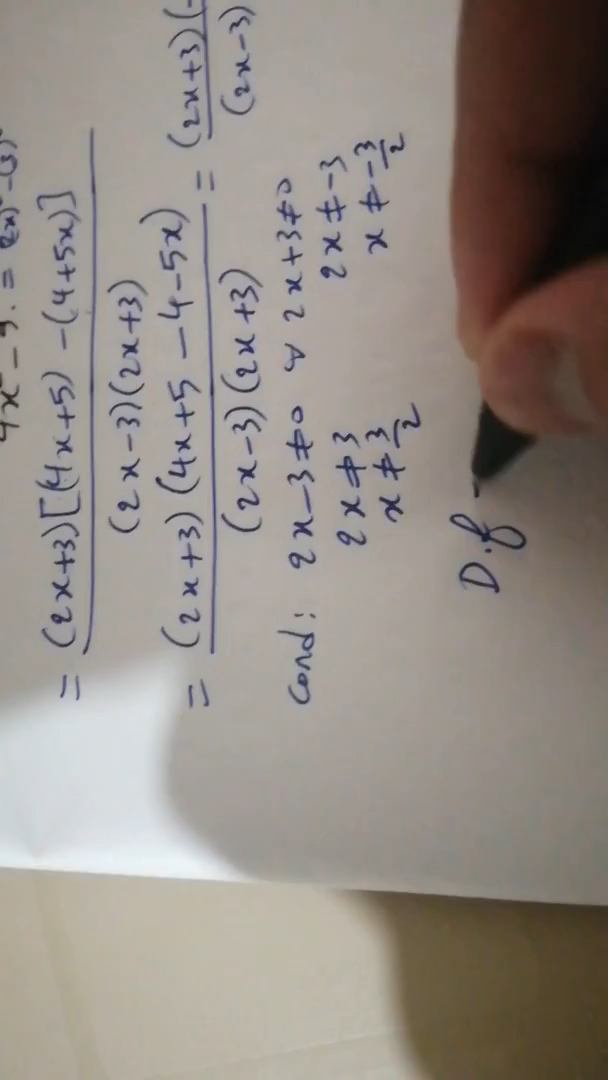 4x² - 9 = (2x)² - (3)²
= (2x+3)[(4x+5) - (4+5x)]
(2x-3)(2x+3)
= (2x+3)(4x+5-4-5x) = (2x+3)(-
(2x-3)(2x+3) (2x-3)
Cond: 2x-3≠0 v 2x+3≠0
2x≠3 2x≠-3
x≠3/2 x≠-3/2
D.f -